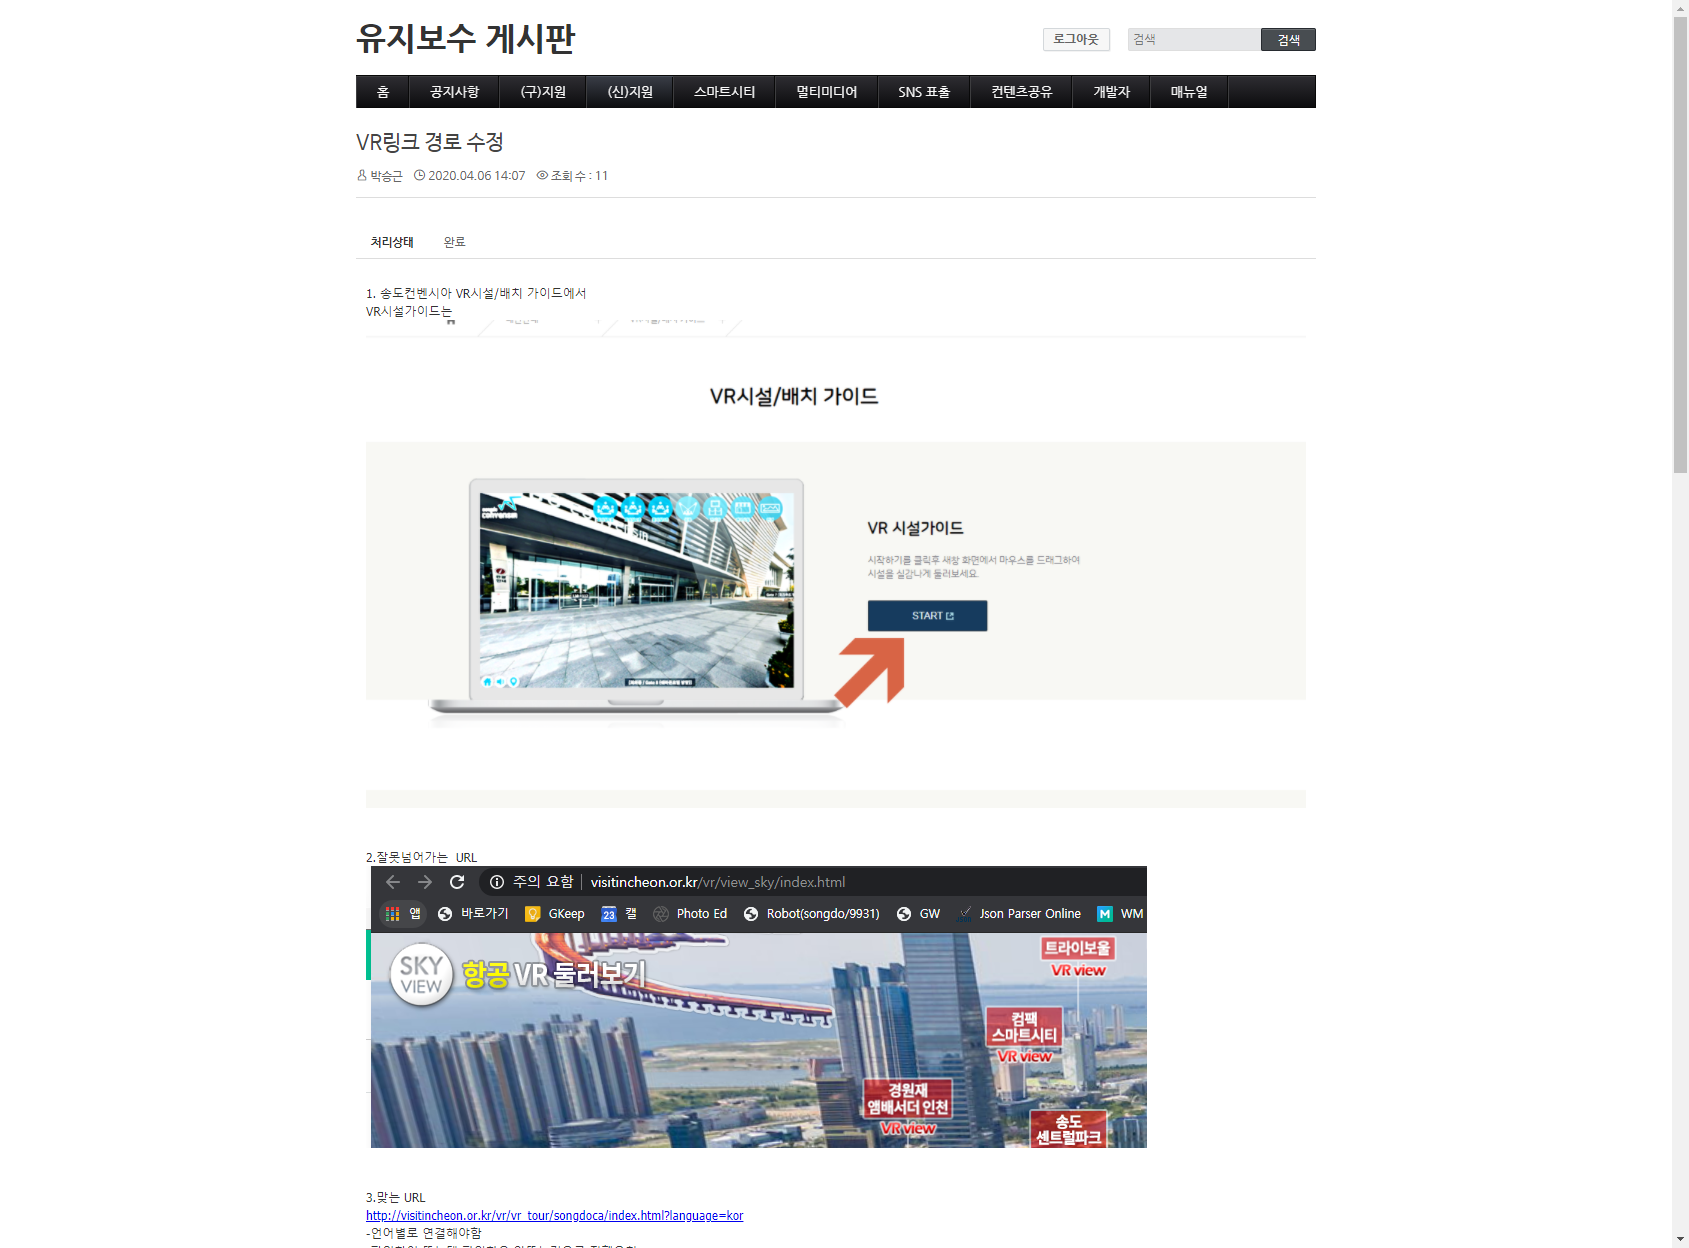 유지보수 게시판
로그아웃
검색
검색
홈 공지사항 (구)지원 (신)지원 스마트시티 멀티미디어 SNS 표출 컨텐츠공유 개발자 매뉴얼
VR링크 경로 수정
박승근 2020.04.06 14:07 조회 수 : 11
처리상태 완료
1. 송도컨벤시아 VR시설/배치 가이드에서
VR시설가이드는
VR시설/배치 가이드
VR 시설가이드
시작하기를 클릭후 새창 화면에서 마우스를 드래그하여
시설을 실감나게 둘러보세요.
START
2.잘못넘어가는 URL
주의 요함 visitincheon.or.kr/vr/view_sky/index.html
앱 바로가기 GKeep 23 캘 Photo Ed Robot(songdo/9931) GW Json Parser Online M WM
SKY
VIEW
항공 VR 둘러보기
트라이보울
VR view
컴팩
스마트시티
VR view
경원재
앰배서더 인천
VR view
송도
센트럴파크
3.맞는 URL
http://visitincheon.or.kr/vr/vr_tour/songdoca/index.html?language=kor
-언어별로 연결해야함